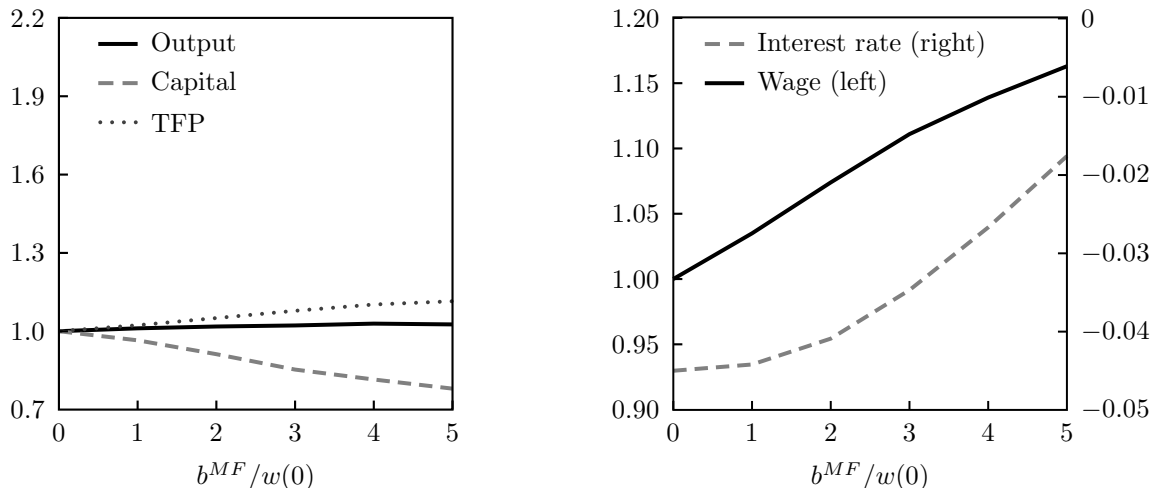 2.2
1.9
1.6
1.3
1.0
0.7
Output
Capital
TFP
0 1 2 3 4 5
b^{MF}/w(0)
1.20
1.15
1.10
1.05
1.00
0.95
0.90
Interest rate (right)
Wage (left)
0
−0.01
−0.02
−0.03
−0.04
−0.05
0 1 2 3 4 5
b^{MF}/w(0)